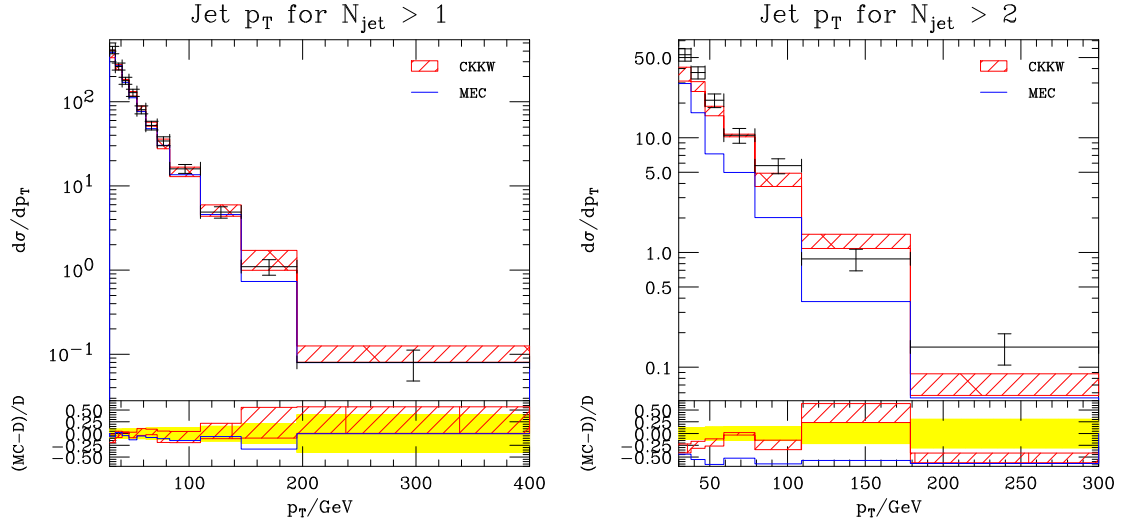 Jet p_T for N_jet > 1
CKKW
MEC
dσ/dp_T
10^2
10^1
10^0
10^−1
(MC−D)/D
0.50
0.25
0.00
−0.25
−0.50
100
200
300
400
p_T/GeV
Jet p_T for N_jet > 2
CKKW
MEC
dσ/dp_T
50.0
10.0
5.0
1.0
0.5
0.1
(MC−D)/D
0.50
0.25
0.00
−0.25
−0.50
50
100
150
200
250
300
p_T/GeV